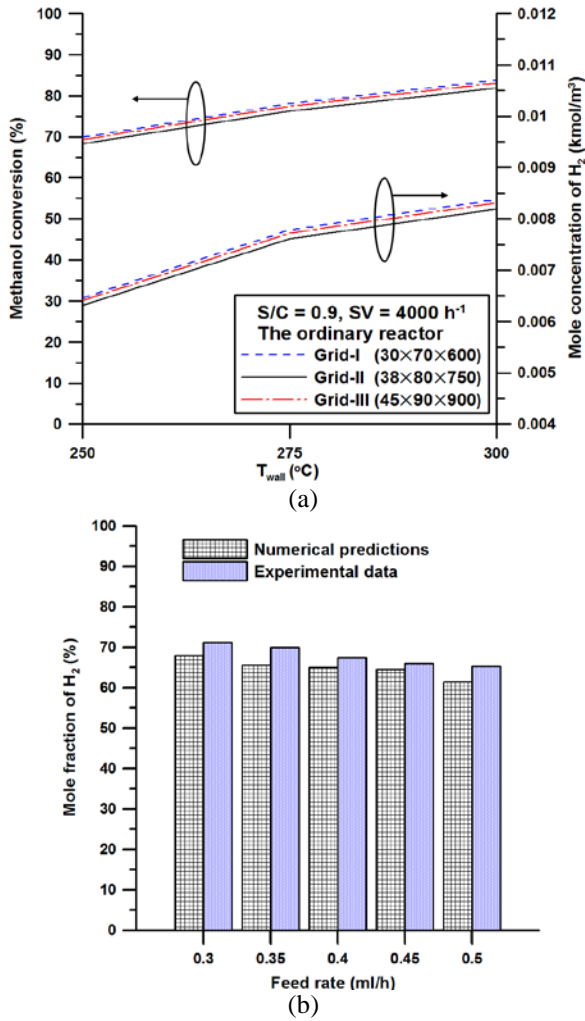 100
90
80
70
60
50
40
30
20
10
0
Methanol conversion (%)
0.012
0.011
0.010
0.009
0.008
0.007
0.006
0.005
0.004
Mole concentration of H₂ (kmol/m³)
S/C = 0.9, SV = 4000 h⁻¹
The ordinary reactor
Grid-I (30×70×600)
Grid-II (38×80×750)
Grid-III (45×90×900)
250
275
300
T_wall (°C)
(a)
100
90
80
70
60
50
40
30
20
10
0
Mole fraction of H₂ (%)
Numerical predictions
Experimental data
0.3
0.35
0.4
0.45
0.5
Feed rate (ml/h)
(b)